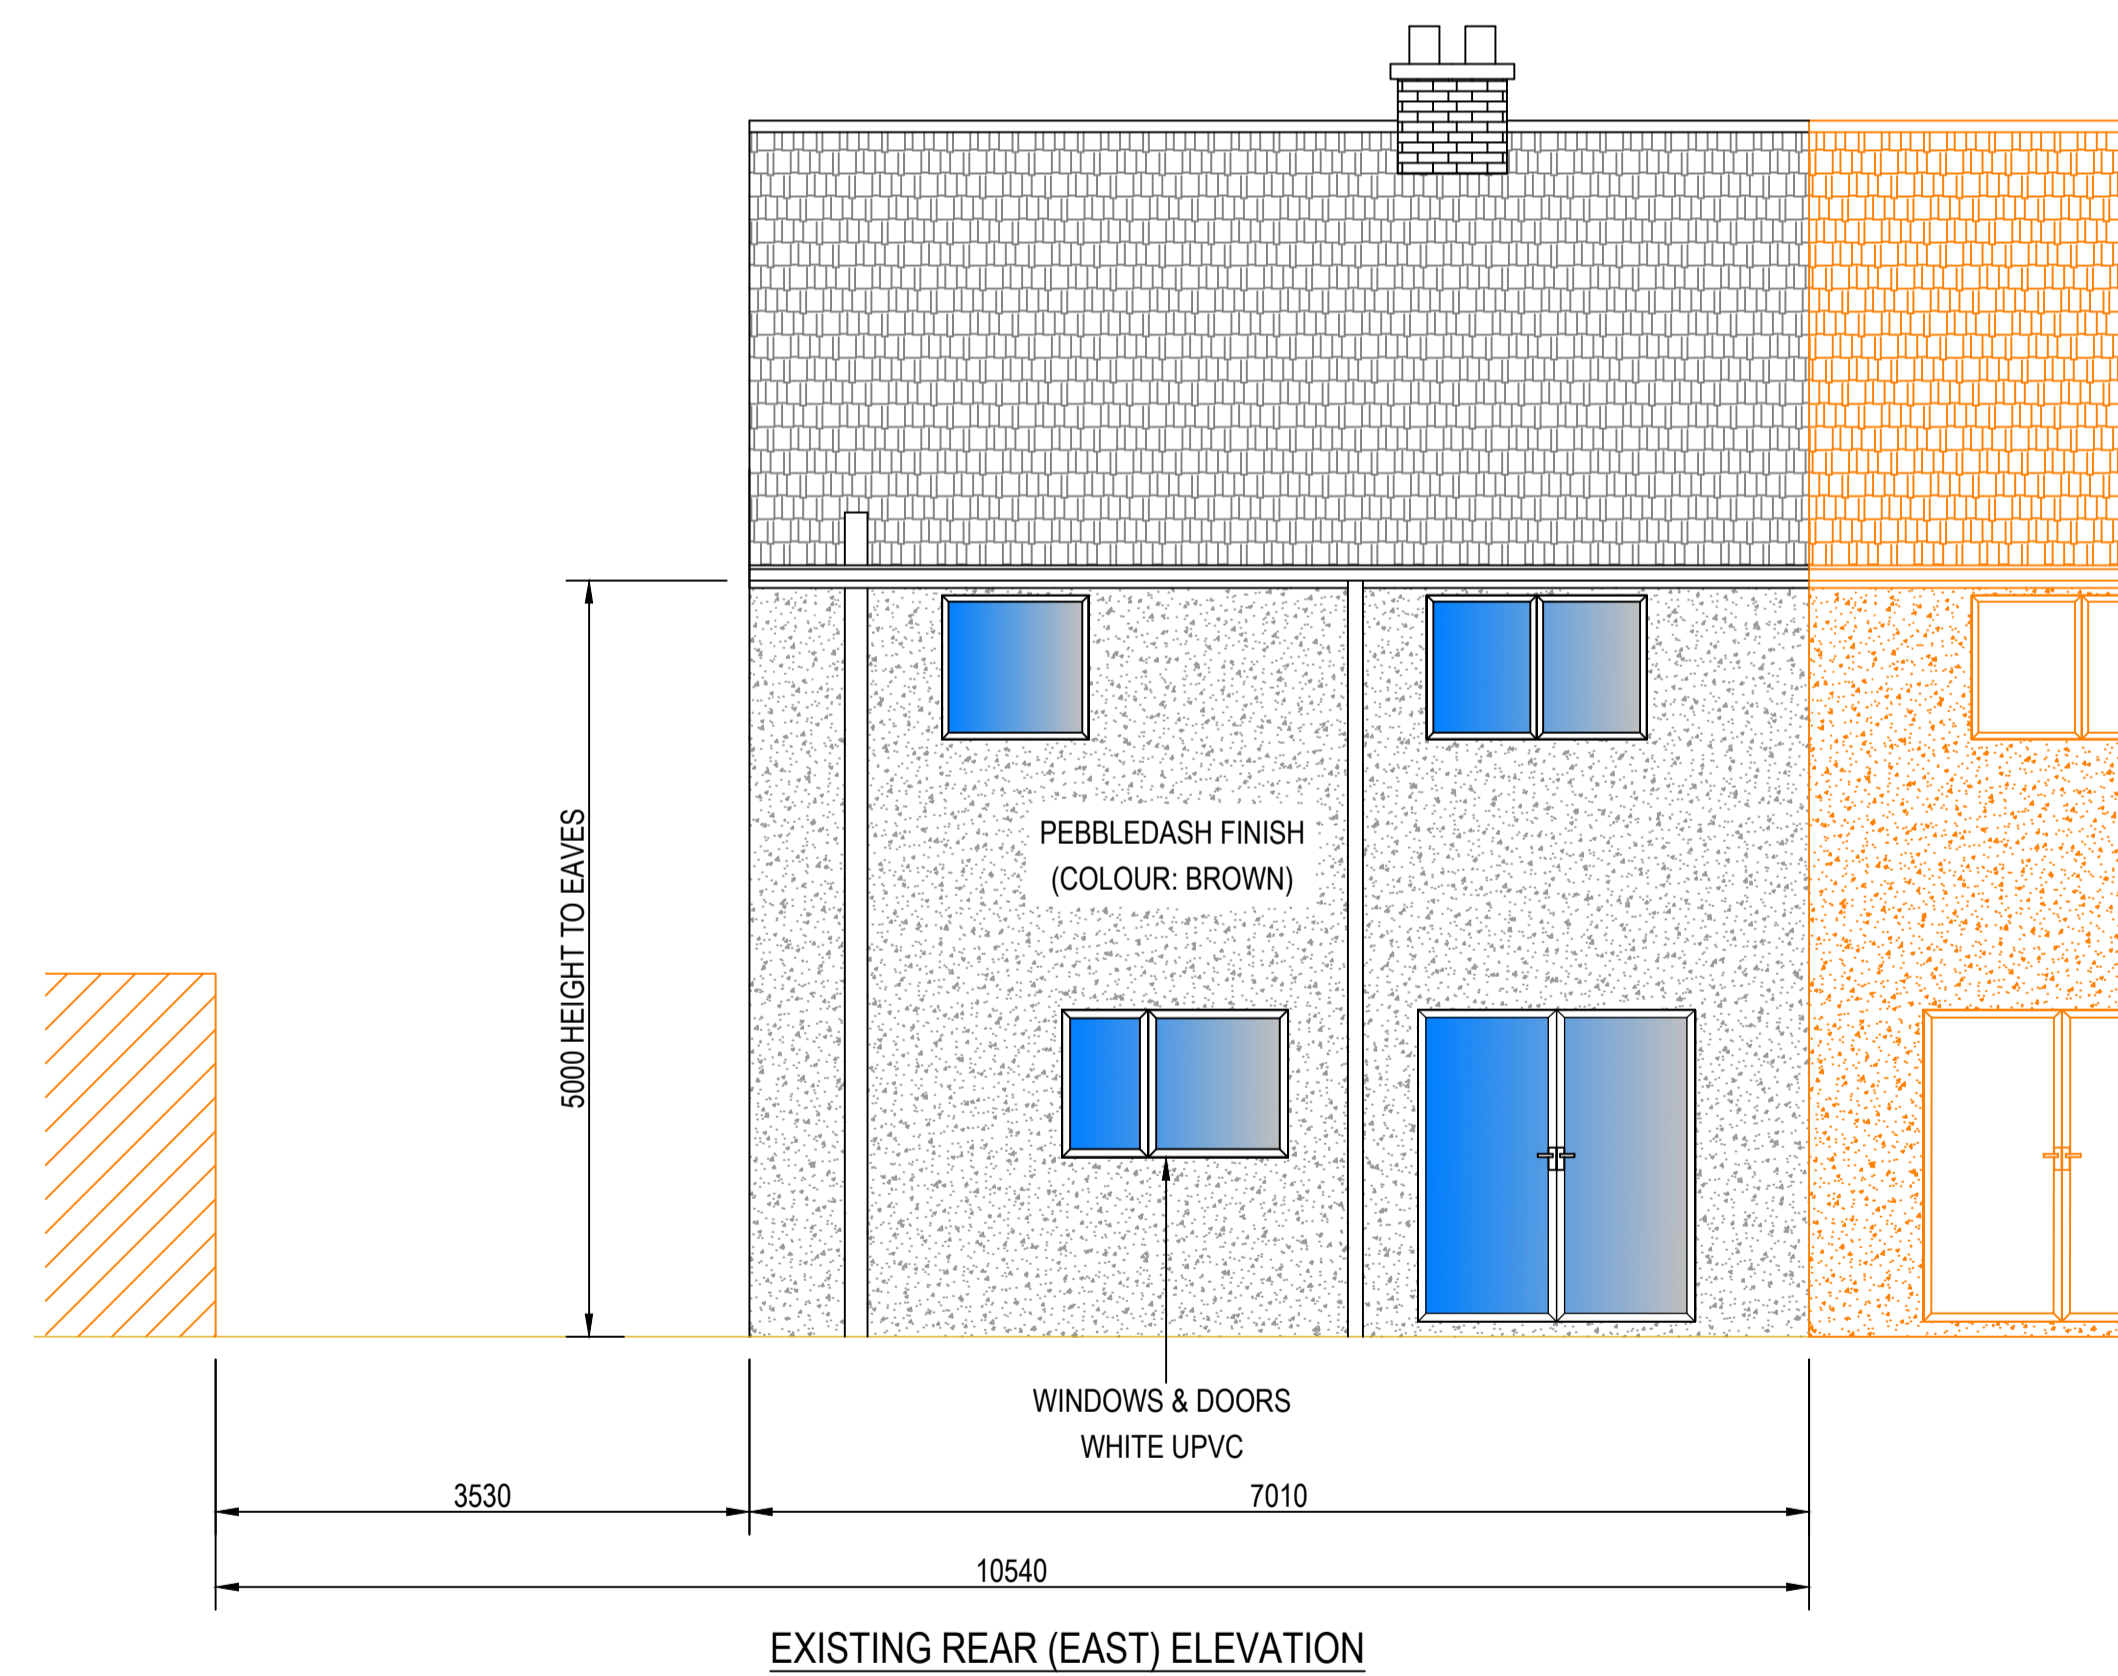 PEBBLEDASH FINISH
(COLOUR: BROWN)
5000 HEIGHT TO EAVES
WINDOWS & DOORS
WHITE UPVC
3530
7010
10540
EXISTING REAR (EAST) ELEVATION